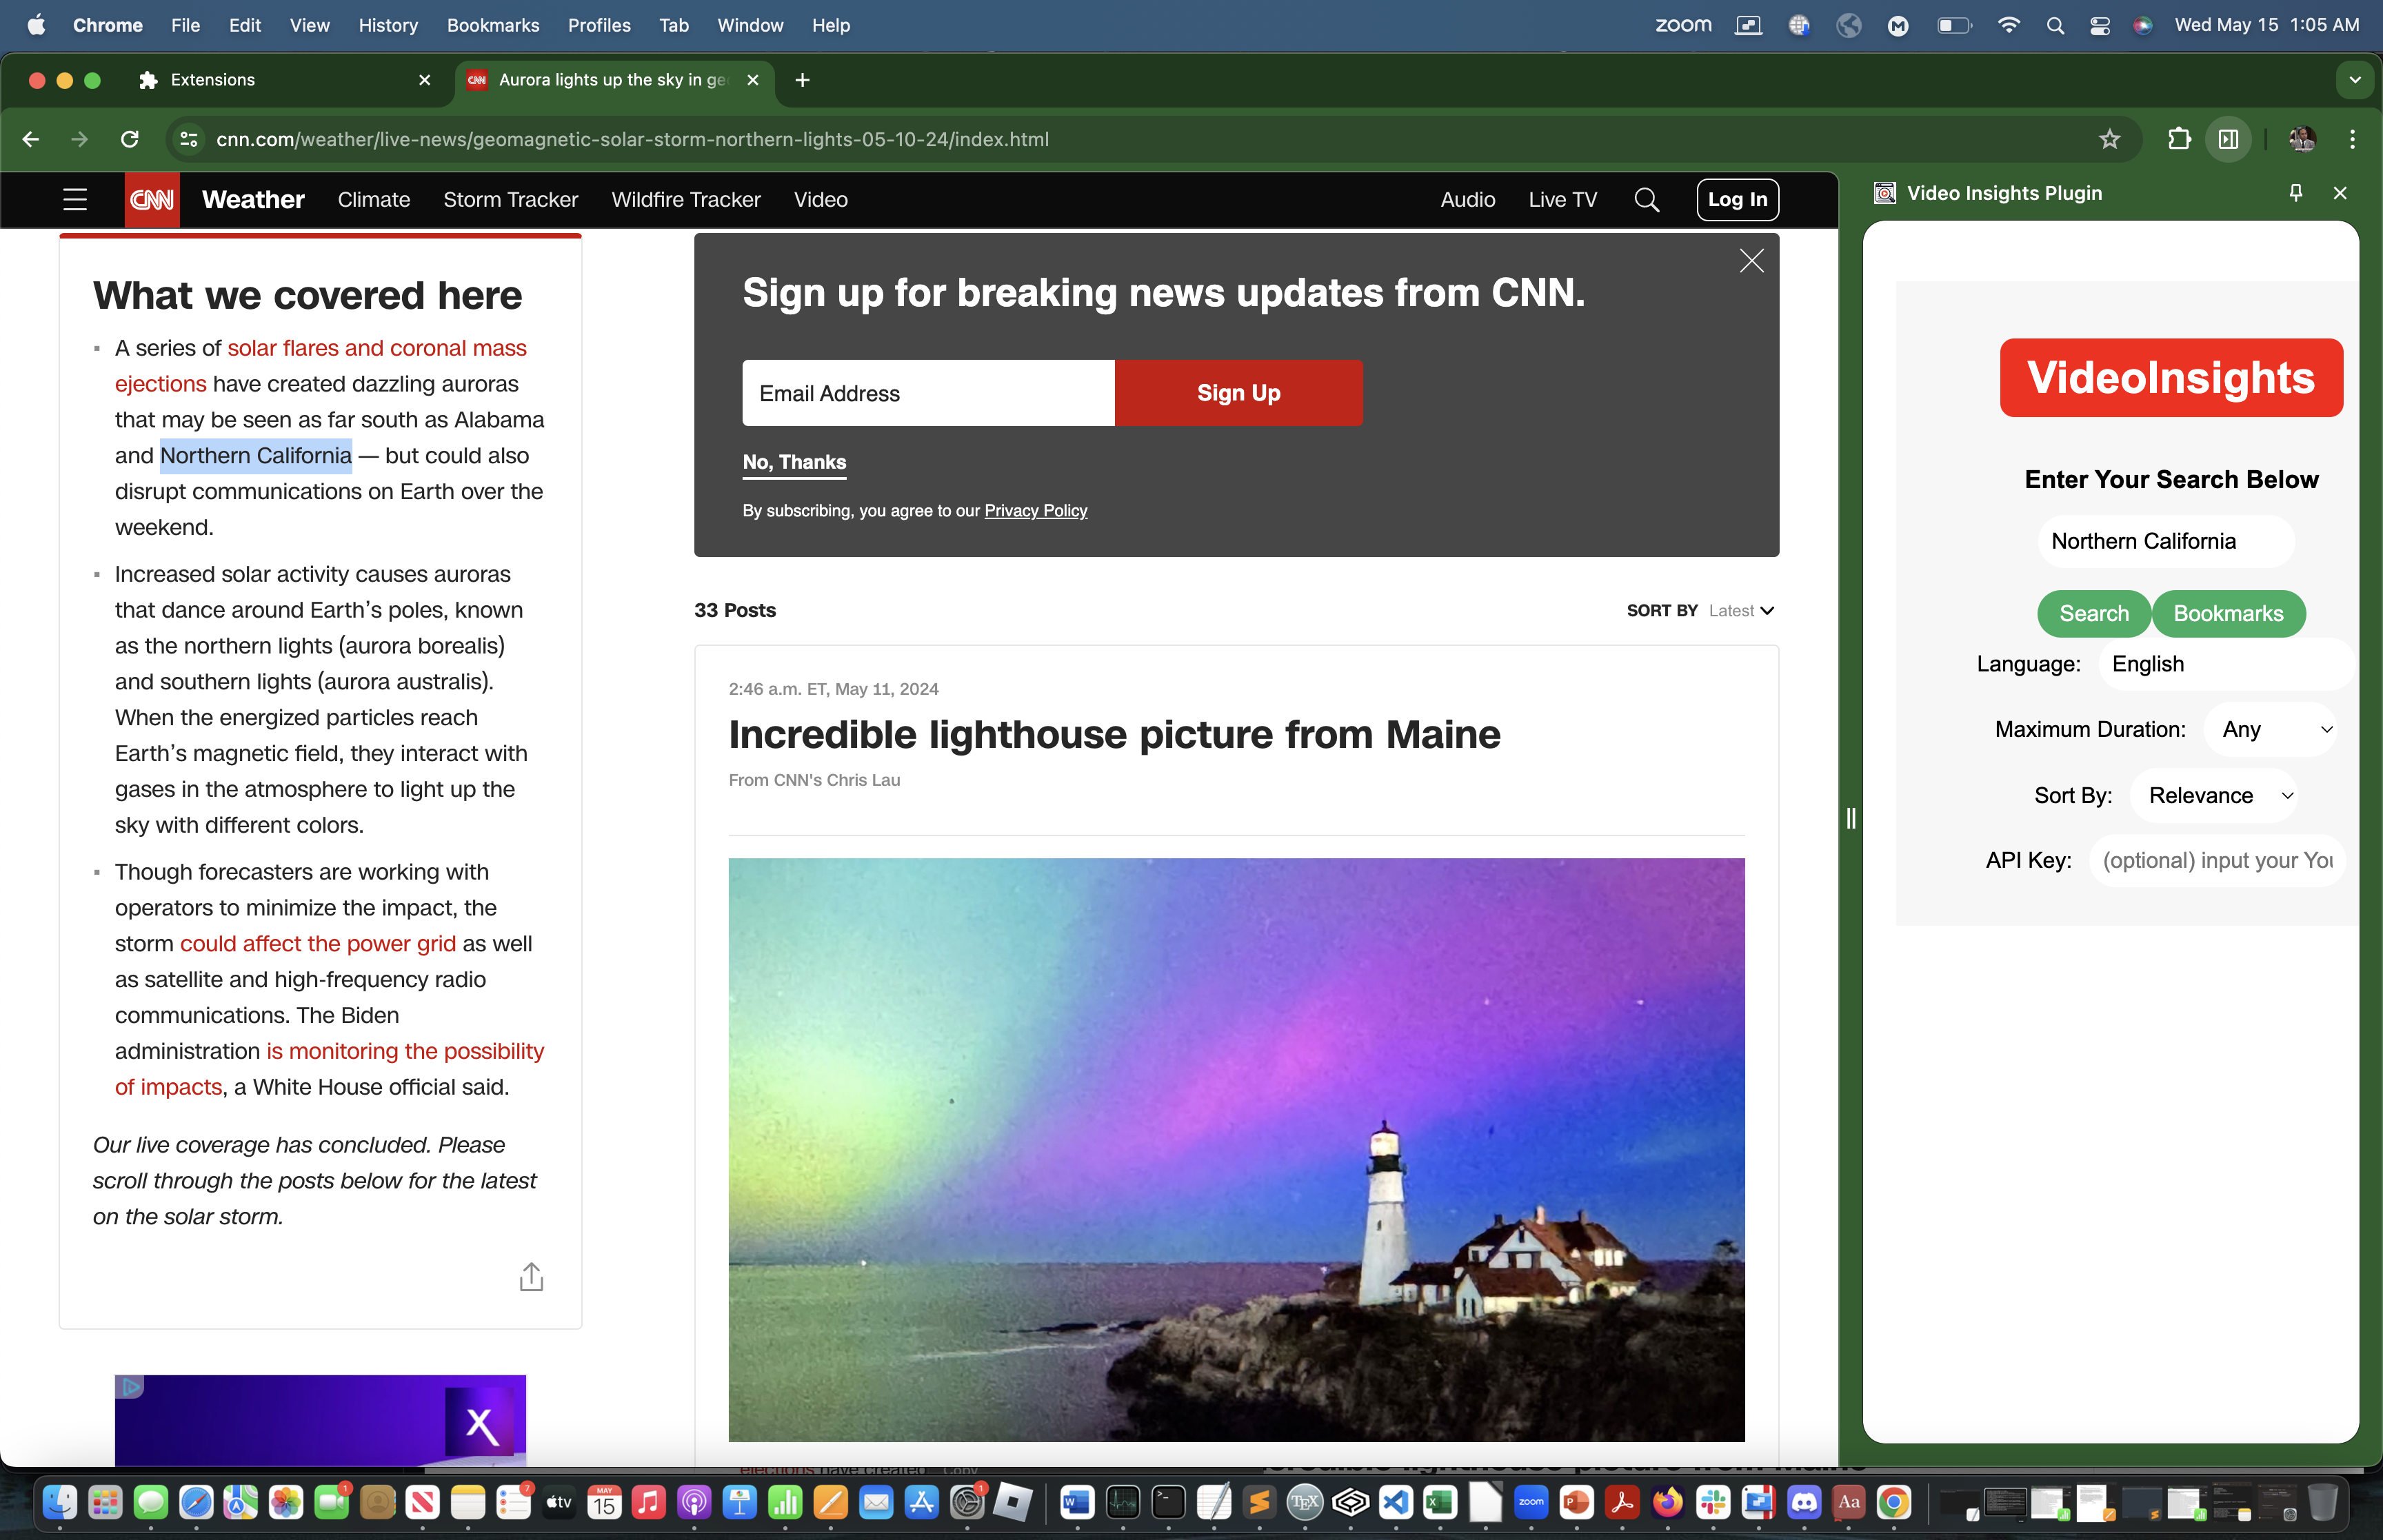 Chrome File Edit View History Bookmarks Profiles Tab Window Help
zoom
Wed May 15 1:05 AM
Extensions
CNN
Aurora lights up the sky in ge
cnn.com/weather/live-news/geomagnetic-solar-storm-northern-lights-05-10-24/index.html
CNN
Weather
Climate
Storm Tracker
Wildfire Tracker
Video
Audio
Live TV
Log In
What we covered here
A series of solar flares and coronal mass
ejections have created dazzling auroras
that may be seen as far south as Alabama
and Northern California — but could also
disrupt communications on Earth over the
weekend.
Increased solar activity causes auroras
that dance around Earth's poles, known
as the northern lights (aurora borealis)
and southern lights (aurora australis).
When the energized particles reach
Earth's magnetic field, they interact with
gases in the atmosphere to light up the
sky with different colors.
Though forecasters are working with
operators to minimize the impact, the
storm could affect the power grid as well
as satellite and high-frequency radio
communications. The Biden
administration is monitoring the possibility
of impacts, a White House official said.
Our live coverage has concluded. Please
scroll through the posts below for the latest
on the solar storm.
X
Sign up for breaking news updates from CNN.
Email Address
Sign Up
No, Thanks
By subscribing, you agree to our Privacy Policy
33 Posts
SORT BY Latest
2:46 a.m. ET, May 11, 2024
Incredible lighthouse picture from Maine
From CNN's Chris Lau
Video Insights Plugin
VideoInsights
Enter Your Search Below
Northern California
Search
Bookmarks
Language: English
Maximum Duration: Any
Sort By: Relevance
API Key: (optional) input your You
1
7
tv
MAY
15
1
W
TEX
X
zoom
P
Aa